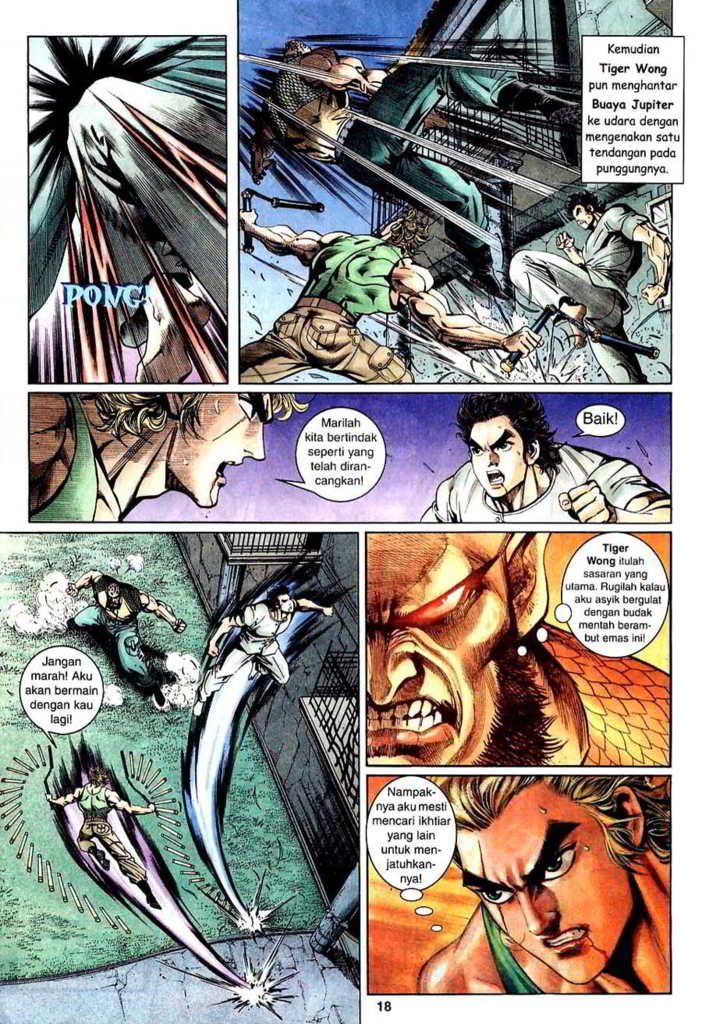 Kemudian
Tiger Wong
pun menghantar
Buaya Jupiter
ke udara dengan
mengenakan satu
tendangan pada
punggungnya.
PONG!
Marilah
kita bertindak
seperti yang
telah diran-
cangkan!
Baik!
Jangan
marah! Aku
akan bermain
dengan kau
lagi!
Tiger
Wong itulah
sasaran yang
utama. Rugilah kalau
aku asyik bergulat
dengan budak
mentah beram-
but emas ini!
Nampak-
nya aku mesti
mencari ikhtiar
yang lain
untuk men-
jatuhkan-
nya!
18